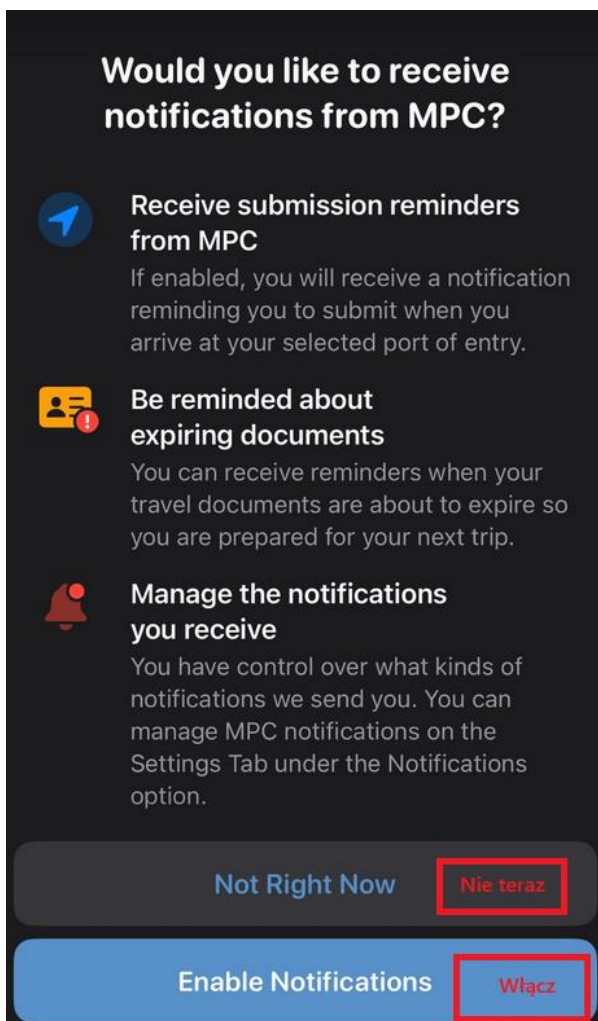 Would you like to receive
notifications from MPC?
Receive submission reminders
from MPC
If enabled, you will receive a notification
reminding you to submit when you
arrive at your selected port of entry.
Be reminded about
expiring documents
You can receive reminders when your
travel documents are about to expire so
you are prepared for your next trip.
Manage the notifications
you receive
You have control over what kinds of
notifications we send you. You can
manage MPC notifications on the
Settings Tab under the Notifications
option.
Not Right Now Nie teraz
Enable Notifications Włącz